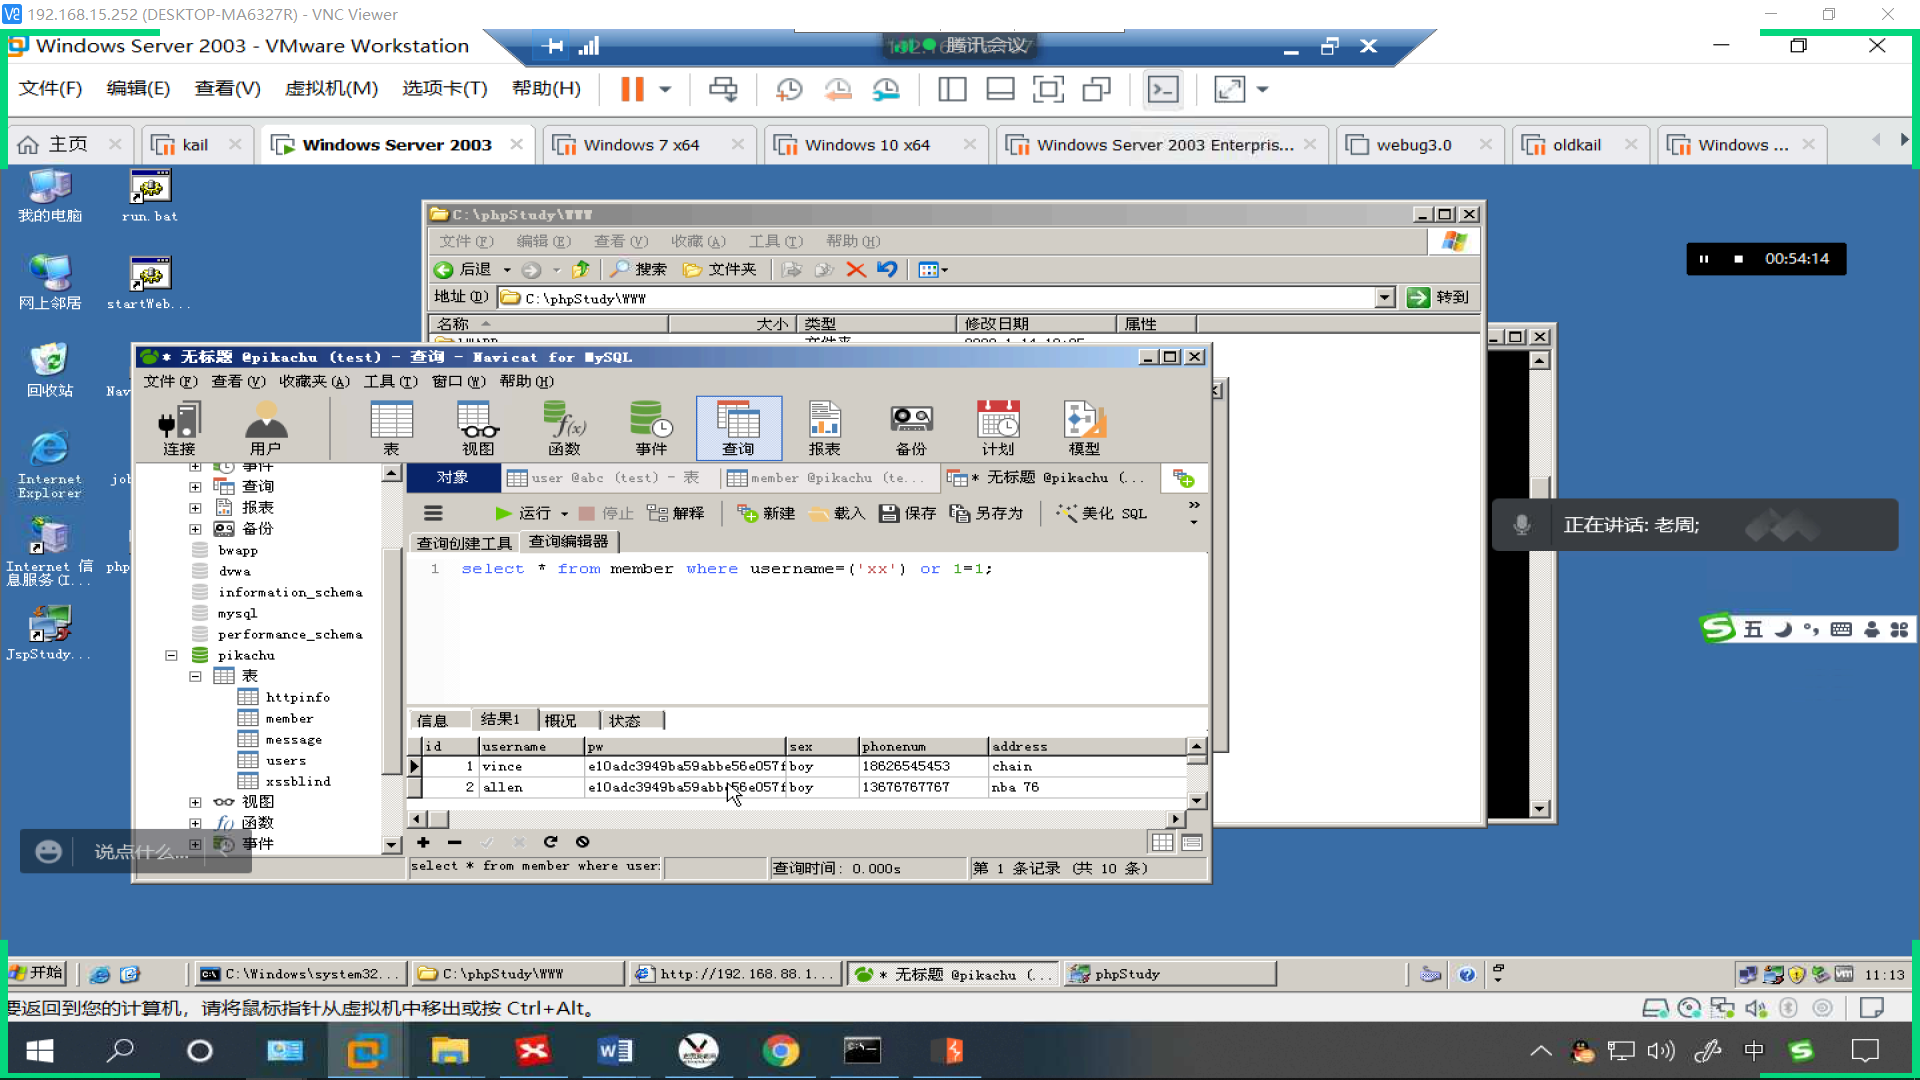 192.168.15.252 (DESKTOP-MA6327R) - VNC Viewer
Windows Server 2003 - VMware Workstation
腾讯会议
文件(F) 编辑(E) 查看(V) 虚拟机(M) 选项卡(T) 帮助(H)
主页 kail Windows Server 2003 Windows 7 x64 Windows 10 x64 Windows Server 2003 Enterpris... webug3.0 oldkail Windows ...
我的电脑 run.bat
网上邻居 startWeb...
回收站 Nav
Internet Explorer
Internet 信息服务(I... php
JspStudy...
C:\phpStudy\WWW
文件(F) 编辑(E) 查看(V) 收藏(A) 工具(T) 帮助(H)
后退 搜索 文件夹
地址(D) C:\phpStudy\WWW 转到
名称 大小 类型 修改日期 属性
00:54:14
* 无标题 @pikachu (test) - 查询 - Navicat for MySQL
文件(F) 查看(V) 收藏夹(A) 工具(T) 窗口(W) 帮助(H)
连接 用户 表 视图 函数 事件 查询 报表 备份 计划 模型
对象 user @abc (test) - 表 member @pikachu (te... * 无标题 @pikachu (...
运行 停止 解释 新建 载入 保存 另存为 美化 SQL
查询创建工具 查询编辑器
1 select * from member where username=('xx') or 1=1;
事件
查询
报表
备份
bwapp
dvwa
information_schema
mysql
performance_schema
pikachu
表
httpinfo
member
message
users
xssblind
视图
函数
事件
正在讲话: 老周;
五
信息 结果1 概况 状态
id username pw sex phonenum address
1 vince e10adc3949ba59abbe56e057f boy 18626545453 chain
2 allen e10adc3949ba59abbe56e057f boy 13676767767 nba 76
说点什么...
select * from member where user: 查询时间: 0.000s 第 1 条记录 (共 10 条)
开始 C:\Windows\system32... C:\phpStudy\WWW http://192.168.88.1... * 无标题 @pikachu (... phpStudy 11:13
要返回到您的计算机，请将鼠标指针从虚拟机中移出或按 Ctrl+Alt。
中